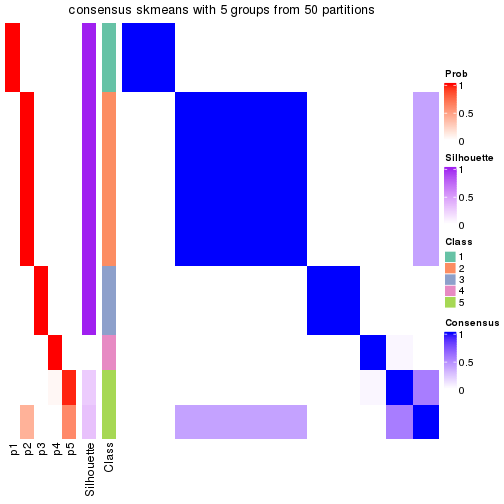 consensus skmeans with 5 groups from 50 partitions
Prob
1
0.5
0
Silhouette
1
0.5
0
Class
1
2
3
4
5
Consensus
1
0.5
0
p1
p2
p3
p4
p5
Silhouette
Class